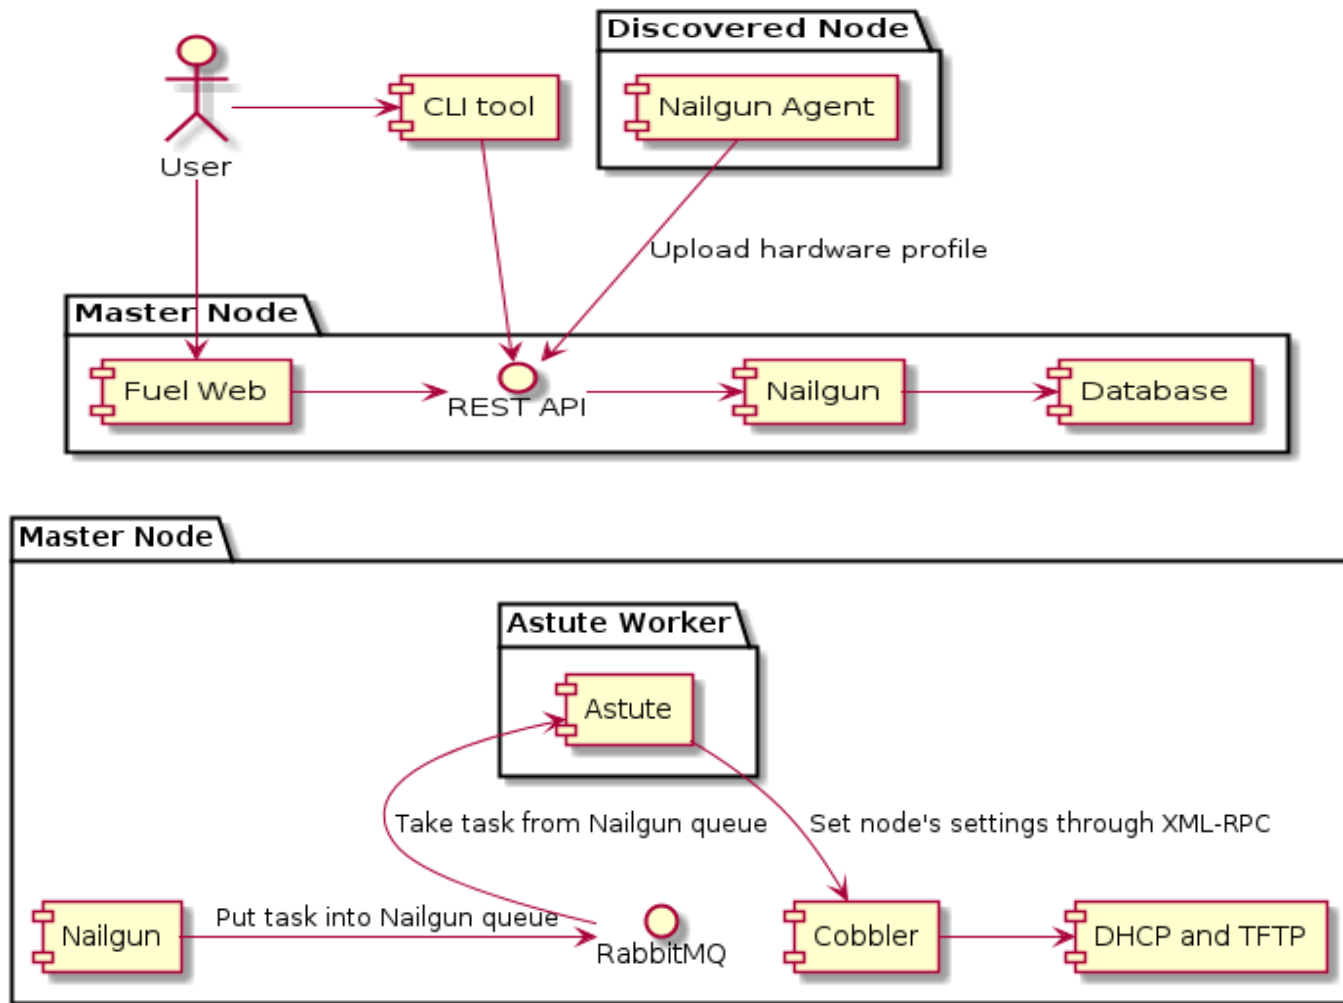 Discovered Node
CLI tool
Nailgun Agent
User
Upload hardware profile
Master Node
Fuel Web
REST API
Nailgun
Database
Master Node
Astute Worker
Astute
Take task from Nailgun queue
Set node's settings through XML-RPC
Nailgun
Put task into Nailgun queue
RabbitMQ
Cobbler
DHCP and TFTP